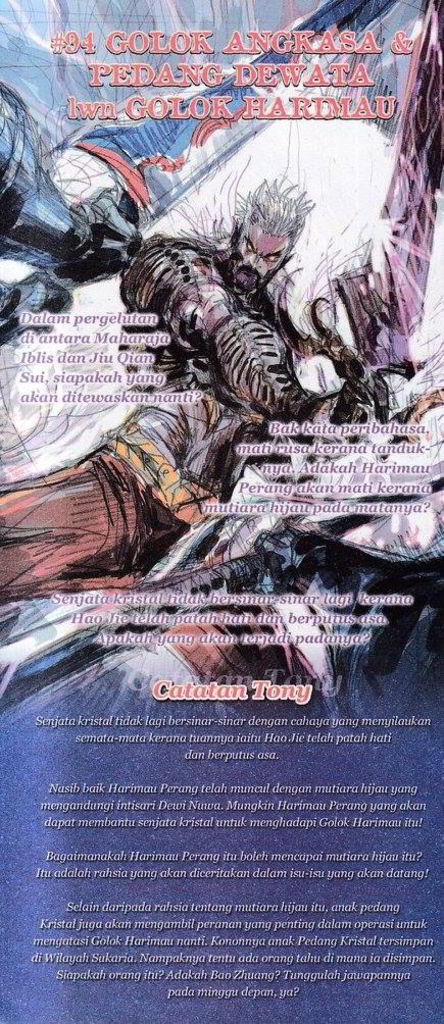 #94 GOLOK ANGKASA &
PEDANG DEWATA
lwn GOLOK HARIMAU
Dalam pergelutan
di antara Maharaja
Iblis dan Jiu Qian
Sui, siapakah yang
akan ditewaskan nanti?
Bak kata peribahasa,
mati rusa kerana tanduk-
nya. Adakah Harimau
Perang akan mati kerana
mutiara hijau pada matanya?
Senjata kristal tidak bersinar-sinar lagi kerana
Hao Jie telah patah hati dan berputus asa.
Apakah yang akan terjadi padanya?
Catatan Tony
Senjata kristal tidak lagi bersinar-sinar dengan cahaya yang menyilaukan
semata-mata kerana tuannya iaitu Hao Jie telah patah hati
dan berputus asa.
Nasib baik Harimau Perang telah muncul dengan mutiara hijau yang
mengandungi intisari Dewi Nuwa. Mungkin Harimau Perang yang akan
dapat membantu senjata kristal untuk menghadapi Golok Harimau itu!
Bagaimanakah Harimau Perang itu boleh mencapai mutiara hijau itu?
Itu adalah rahsia yang akan diceritakan dalam isu-isu yang akan datang!
Selain daripada rahsia tentang mutiara hijau itu, anak pedang
Kristal juga akan mengambil peranan yang penting dalam operasi untuk
mengatasi Golok Harimau nanti. Kononnya anak Pedang Kristal tersimpan
di Wilayah Sukaria. Nampaknya tentu ada orang tahu di mana ia disimpan.
Siapakah orang itu? Adakah Bao Zhuang? Tunggulah jawapannya
pada minggu depan, ya?